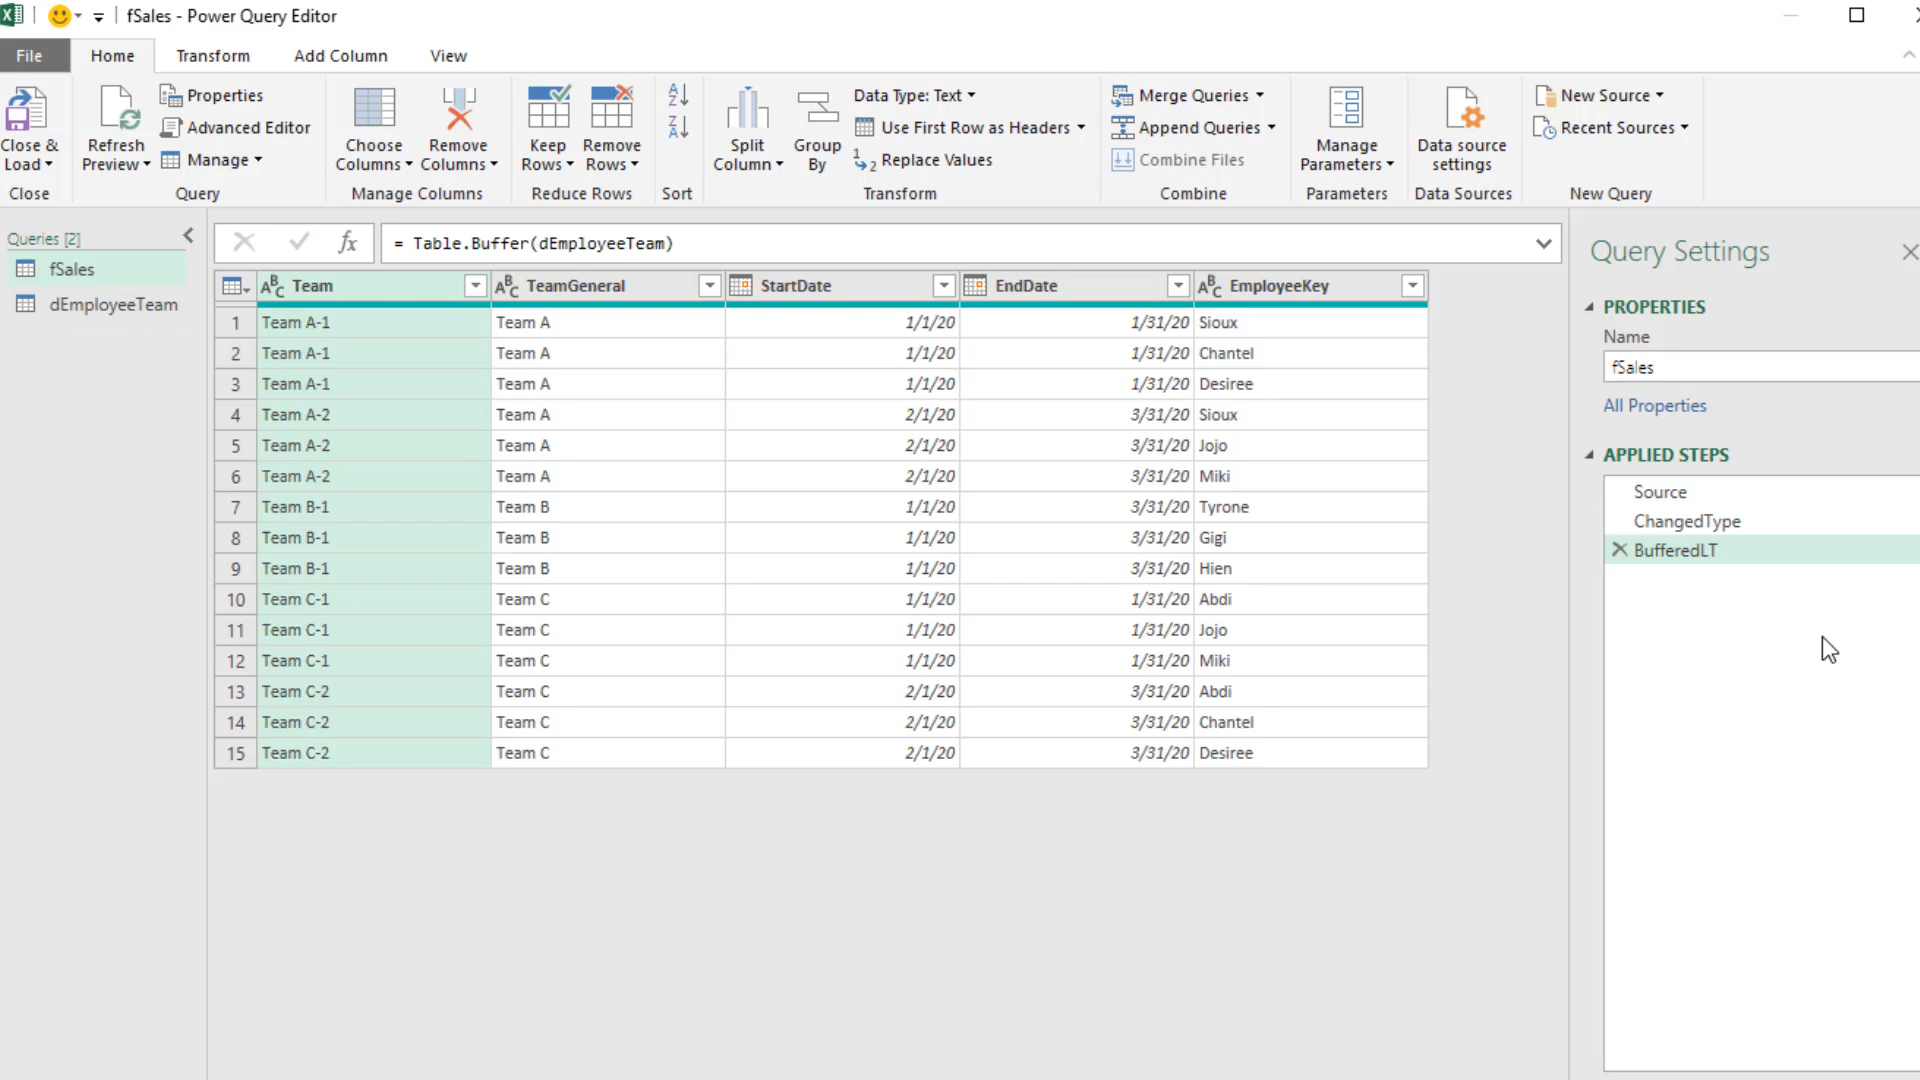 fSales - Power Query Editor
File Home Transform Add Column View
Close & Load
Close
Refresh Preview
Properties
Advanced Editor
Manage
Query
Choose Columns
Remove Columns
Manage Columns
Keep Rows
Remove Rows
Reduce Rows
Sort
Split Column
Group By
Data Type: Text
Use First Row as Headers
Replace Values
Transform
Merge Queries
Append Queries
Combine Files
Combine
Manage Parameters
Parameters
Data source settings
Data Sources
New Source
Recent Sources
New Query
Queries [2]
fSales
dEmployeeTeam
fx = Table.Buffer(dEmployeeTeam)
Team TeamGeneral StartDate EndDate EmployeeKey
1 Team A-1 Team A 1/1/20 1/31/20 Sioux
2 Team A-1 Team A 1/1/20 1/31/20 Chantel
3 Team A-1 Team A 1/1/20 1/31/20 Desiree
4 Team A-2 Team A 2/1/20 3/31/20 Sioux
5 Team A-2 Team A 2/1/20 3/31/20 Jojo
6 Team A-2 Team A 2/1/20 3/31/20 Miki
7 Team B-1 Team B 1/1/20 3/31/20 Tyrone
8 Team B-1 Team B 1/1/20 3/31/20 Gigi
9 Team B-1 Team B 1/1/20 3/31/20 Hien
10 Team C-1 Team C 1/1/20 1/31/20 Abdi
11 Team C-1 Team C 1/1/20 1/31/20 Jojo
12 Team C-1 Team C 1/1/20 1/31/20 Miki
13 Team C-2 Team C 2/1/20 3/31/20 Abdi
14 Team C-2 Team C 2/1/20 3/31/20 Chantel
15 Team C-2 Team C 2/1/20 3/31/20 Desiree
Query Settings
PROPERTIES
Name
fSales
All Properties
APPLIED STEPS
Source
ChangedType
BufferedLT